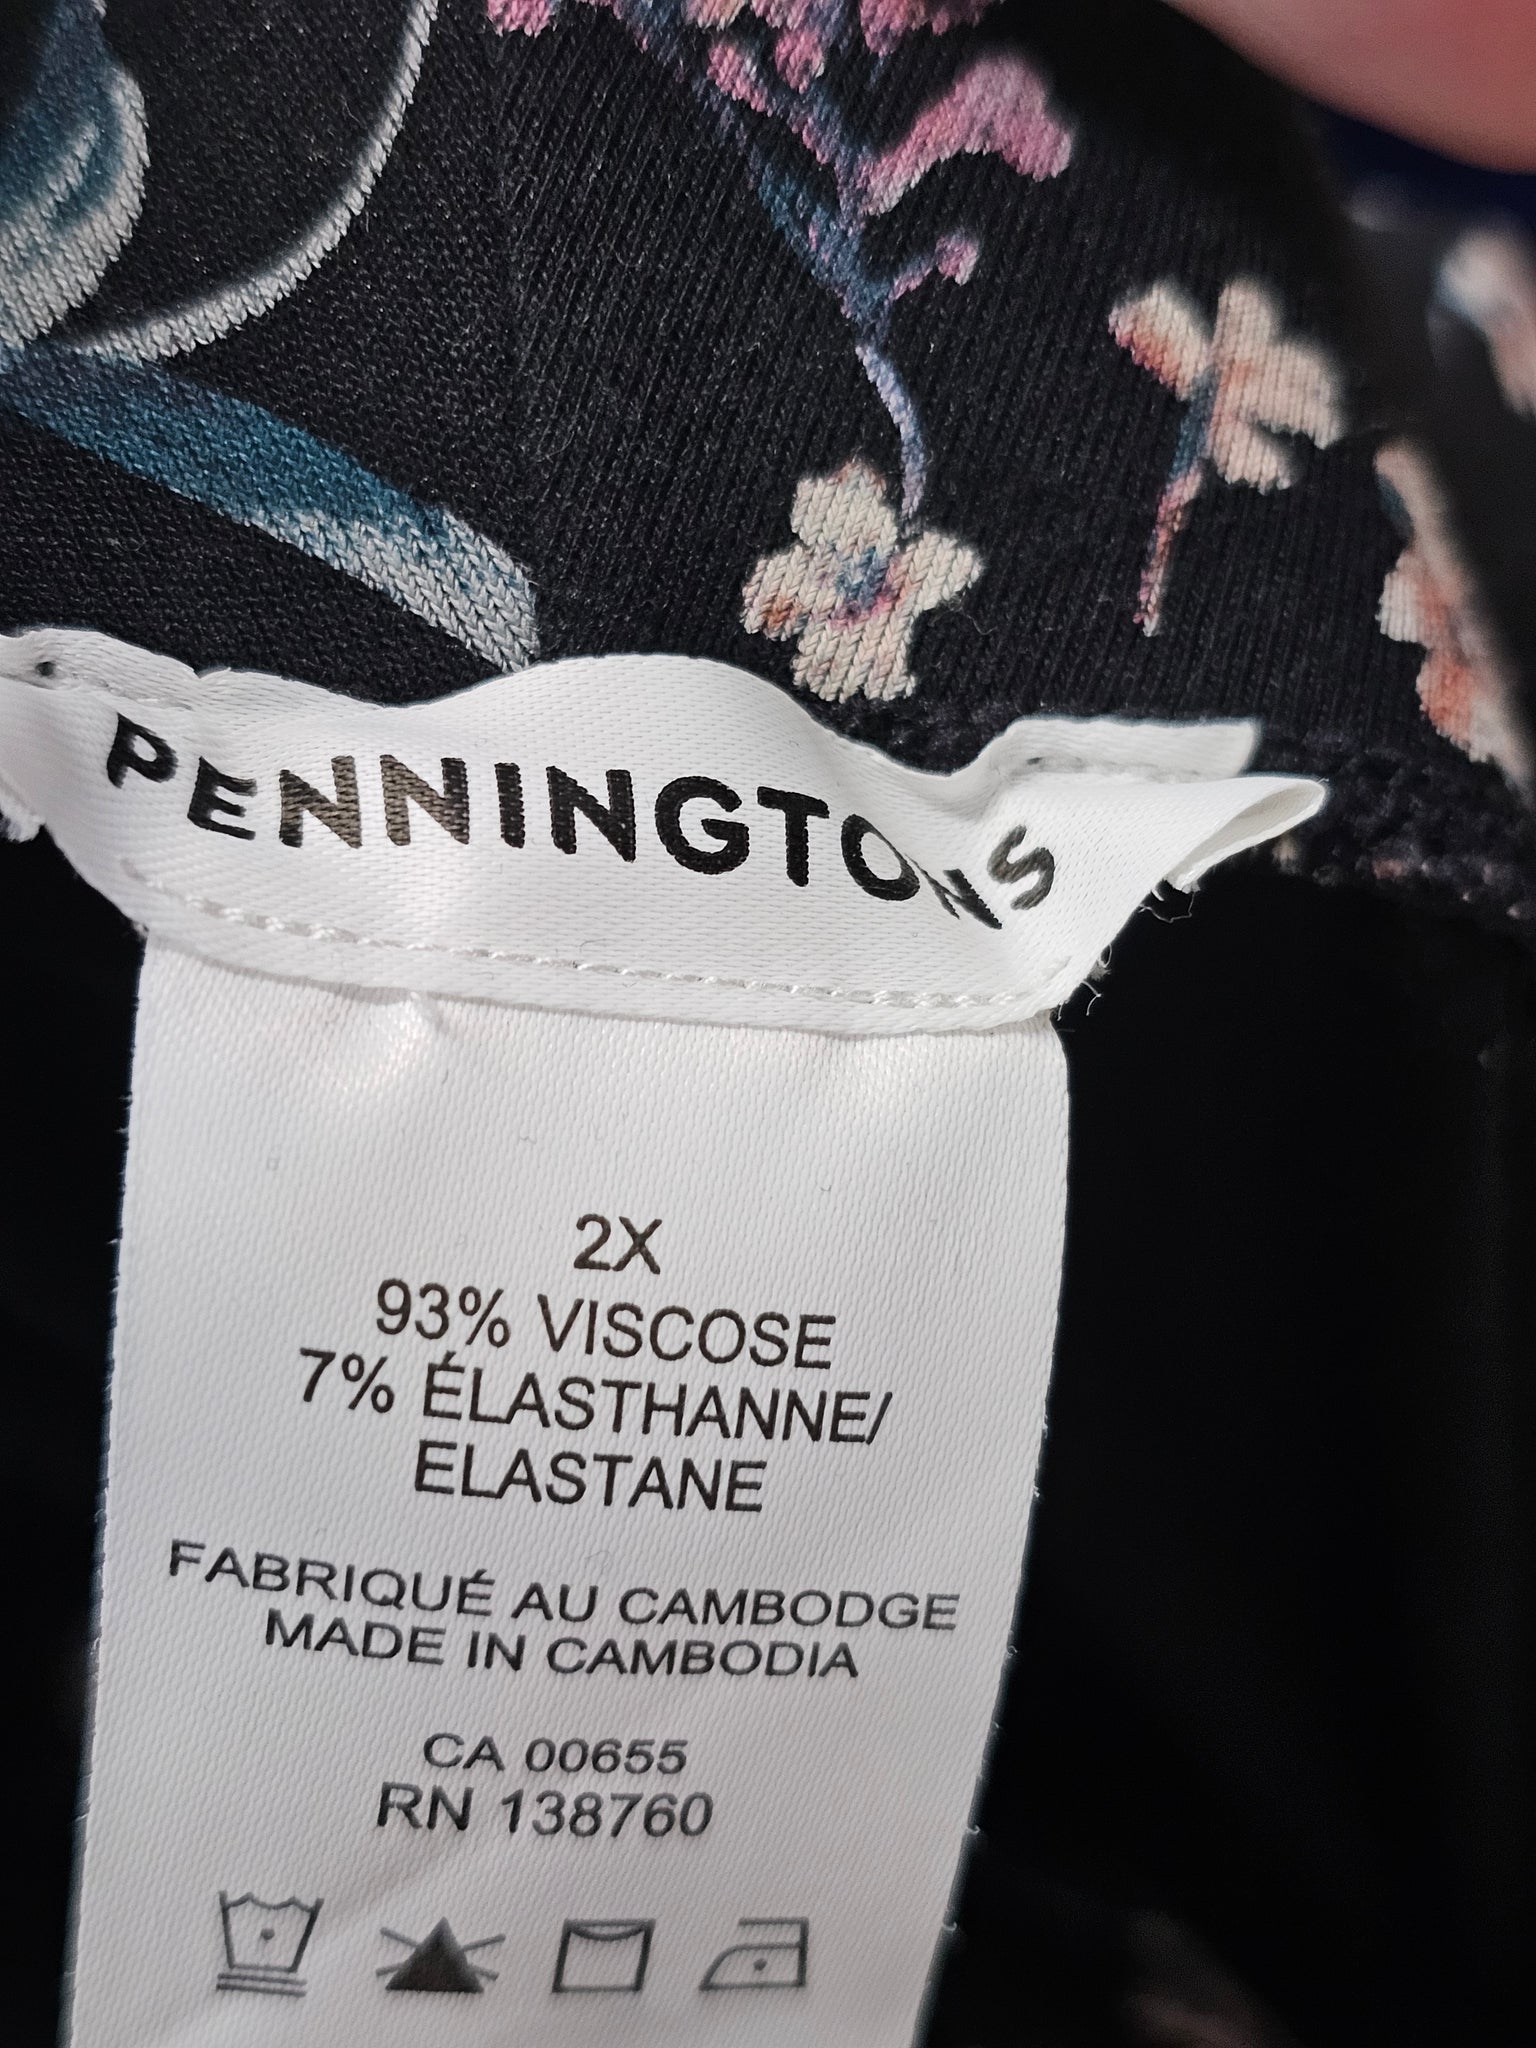 PENNINGTONS
2X
93% VISCOSE
7% ÉLASTHANNE/
ELASTANE
FABRIQUÉ AU CAMBODGE
MADE IN CAMBODIA
CA 00655
RN 138760